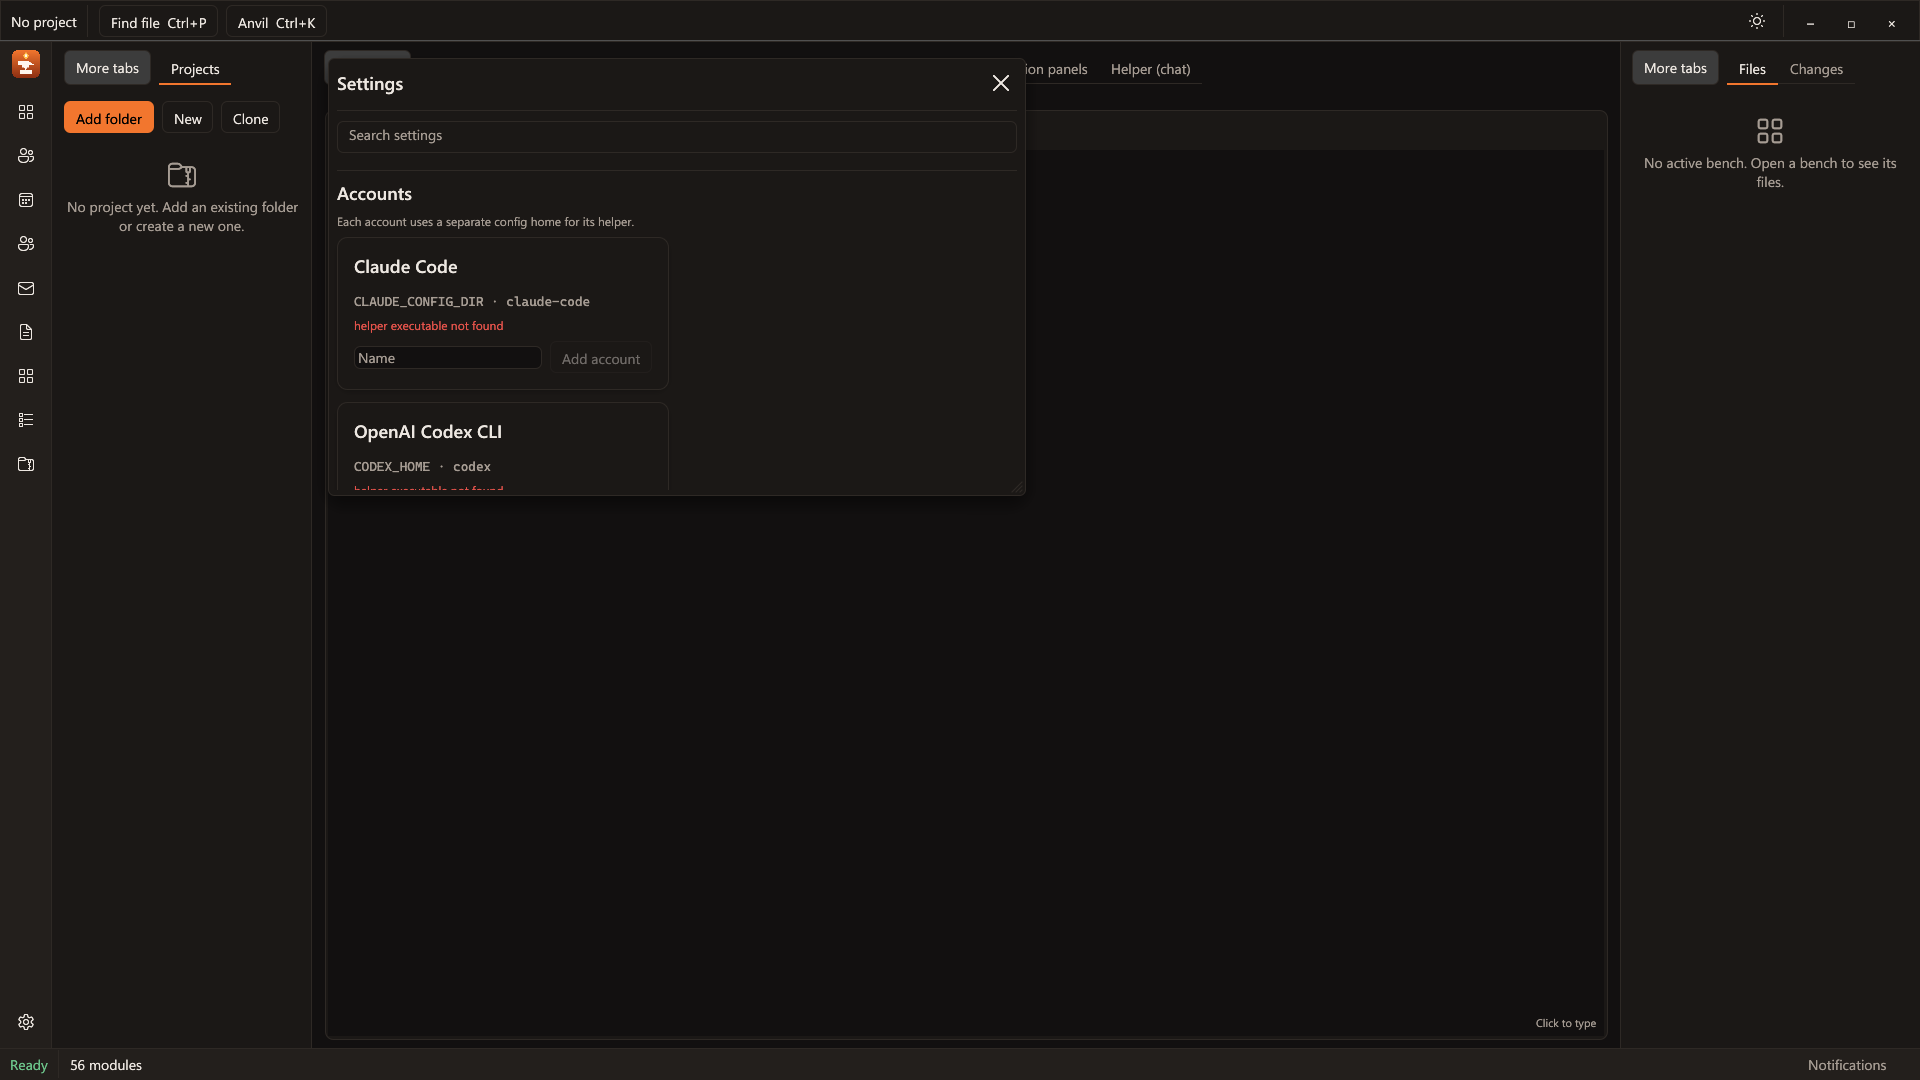 No project
Find file Ctrl+P
Anvil Ctrl+K
More tabs
Projects
Add folder
New
Clone
No project yet. Add an existing folder
or create a new one.
Settings
Search settings
Accounts
Each account uses a separate config home for its helper.
Claude Code
CLAUDE_CONFIG_DIR · claude-code
helper executable not found
Name
Add account
OpenAI Codex CLI
CODEX_HOME · codex
helper executable not found
panels
Helper (chat)
More tabs
Files
Changes
No active bench. Open a bench to see its
files.
Click to type
Ready
56 modules
Notifications